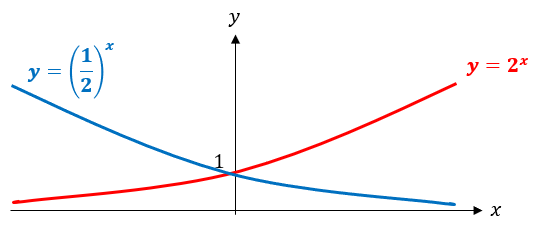 y
y = (1/2)^x
y = 2^x
1
x